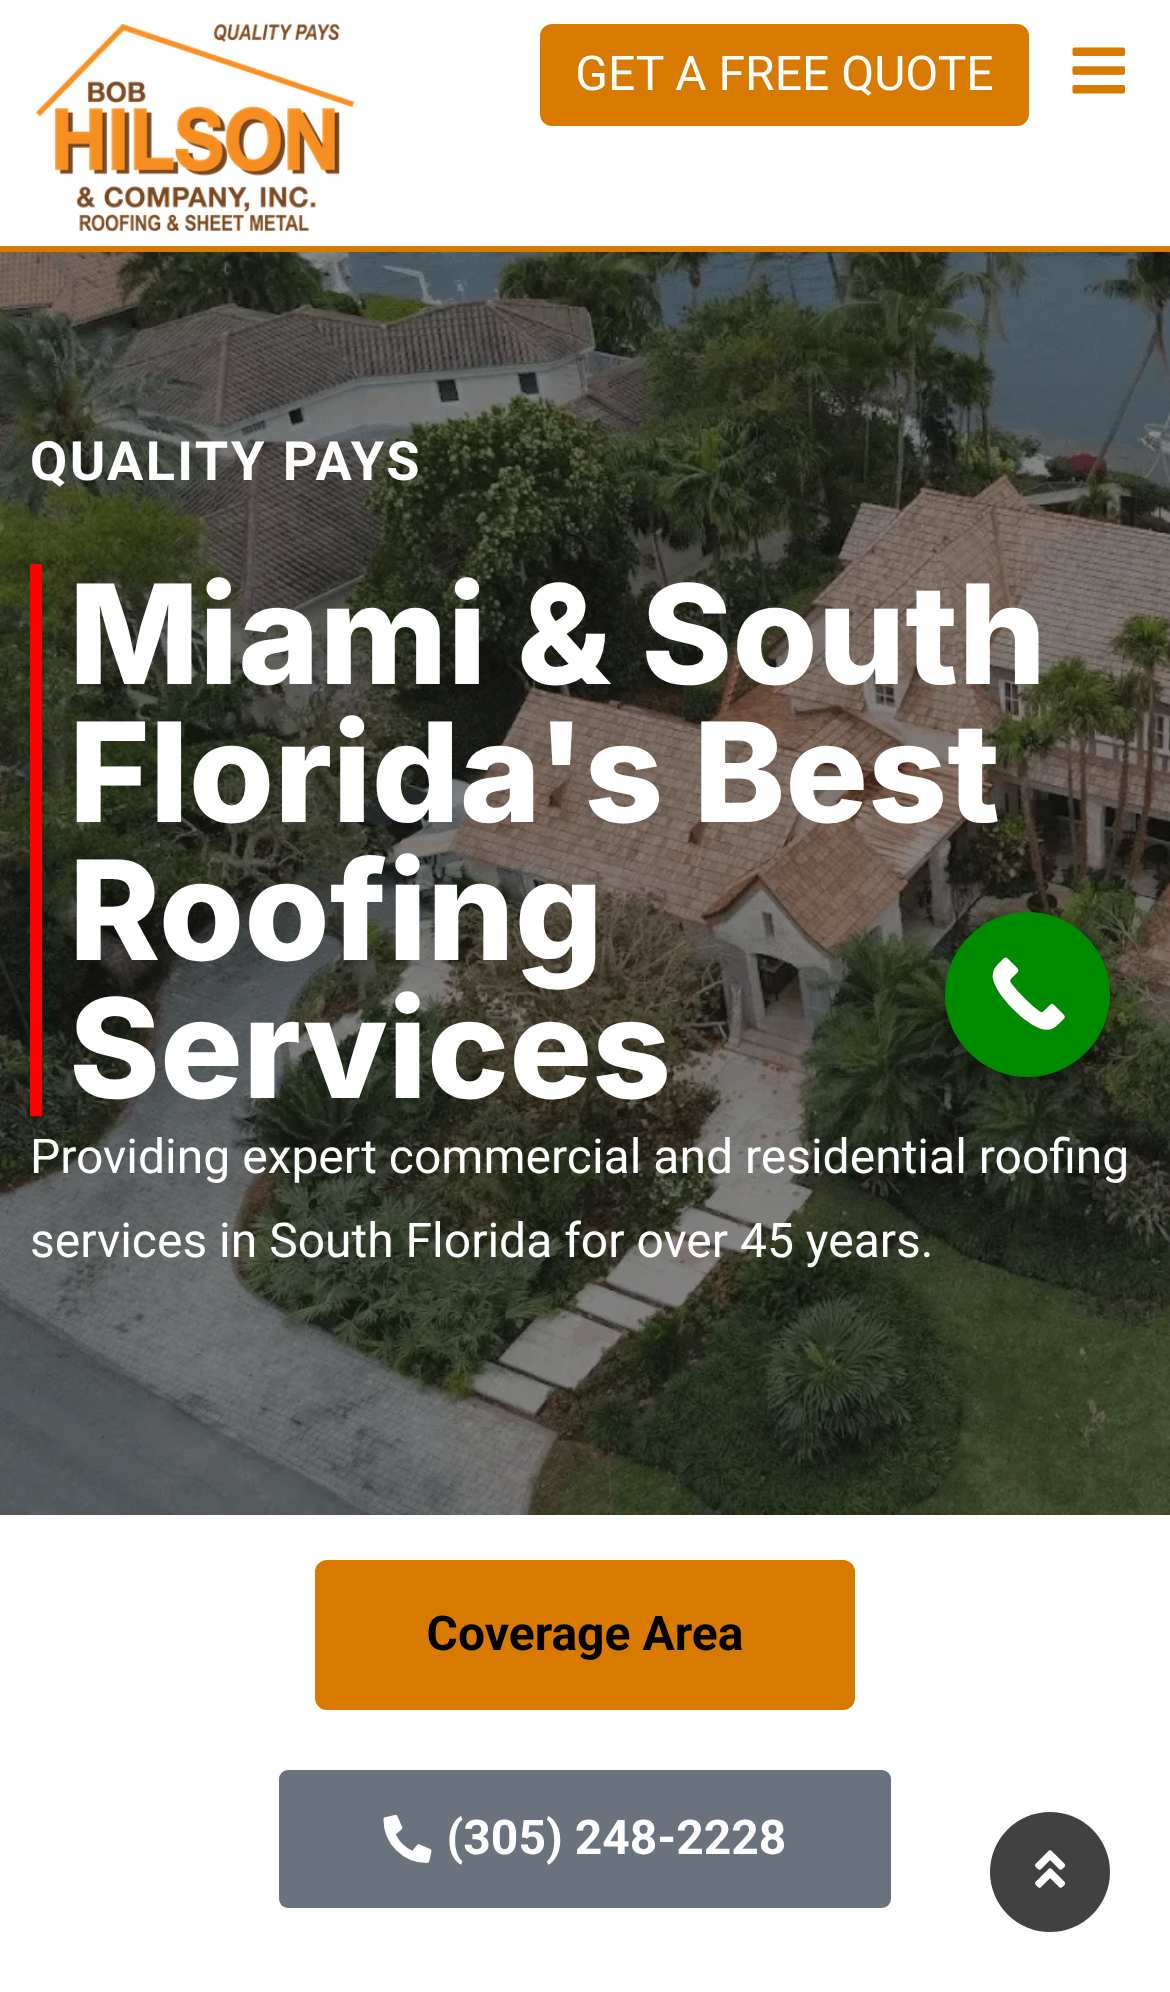 QUALITY PAYS
BOB
HILSON
& COMPANY, INC.
ROOFING & SHEET METAL
GET A FREE QUOTE
QUALITY PAYS
Miami & South
Florida's Best
Roofing
Services
Providing expert commercial and residential roofing
services in South Florida for over 45 years.
Coverage Area
(305) 248-2228